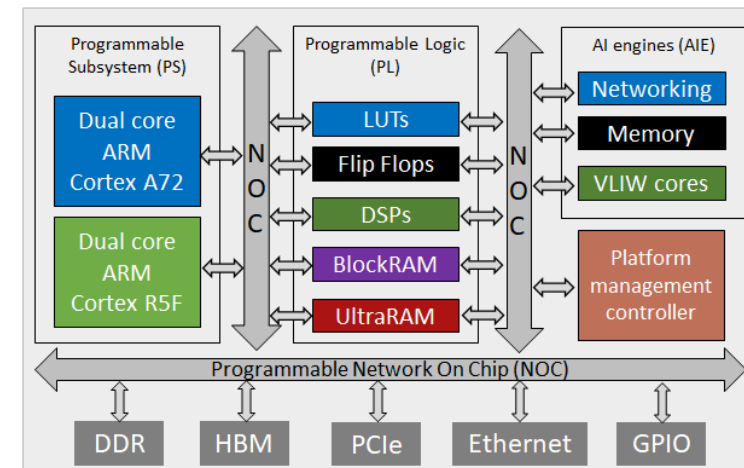 Programmable
Subsystem (PS)
Dual core
ARM
Cortex A72
Dual core
ARM
Cortex R5F
N
O
C
Programmable Logic
(PL)
LUTs
Flip Flops
DSPs
BlockRAM
UltraRAM
N
O
C
AI engines (AIE)
Networking
Memory
VLIW cores
Platform
management
controller
Programmable Network On Chip (NOC)
DDR
HBM
PCIe
Ethernet
GPIO